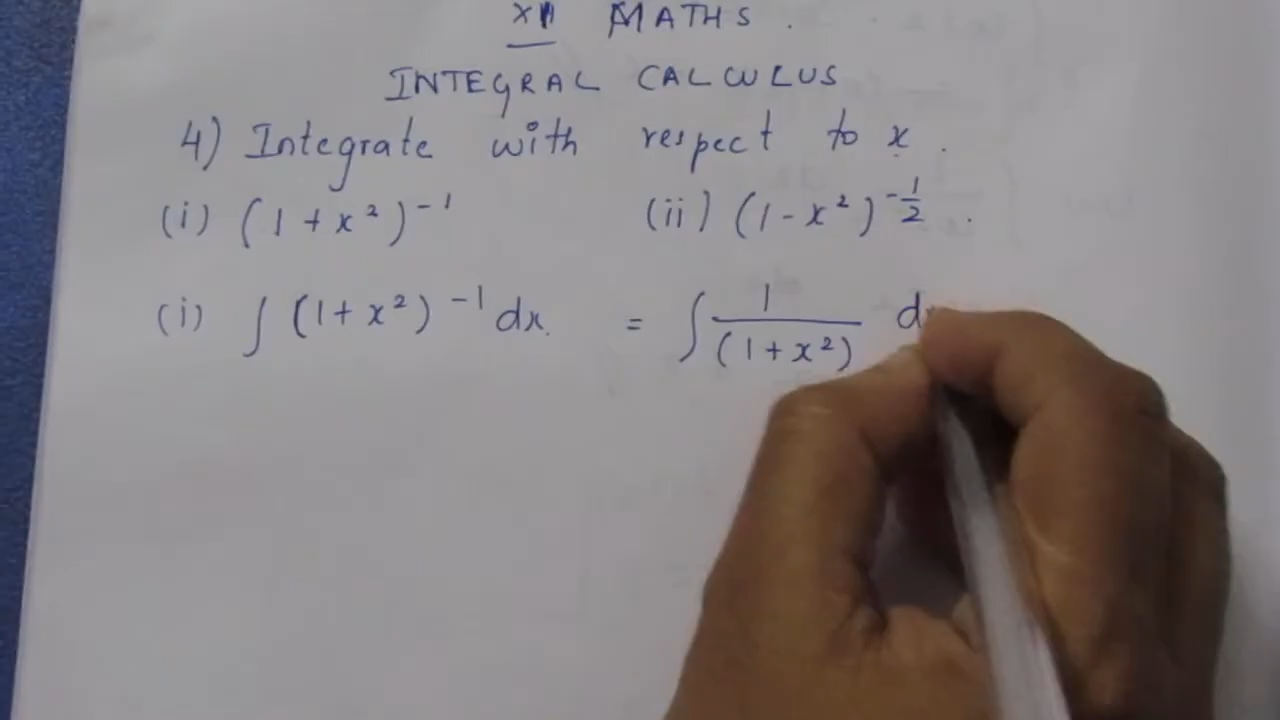 XI MATHS.
INTEGRAL CALCULUS
4) Integrate with respect to x.
(i) (1 + x²)⁻¹ (ii) (1 - x²)^(-1/2).
(i) ∫ (1 + x²)⁻¹ dx. = ∫ 1/(1 + x²) d